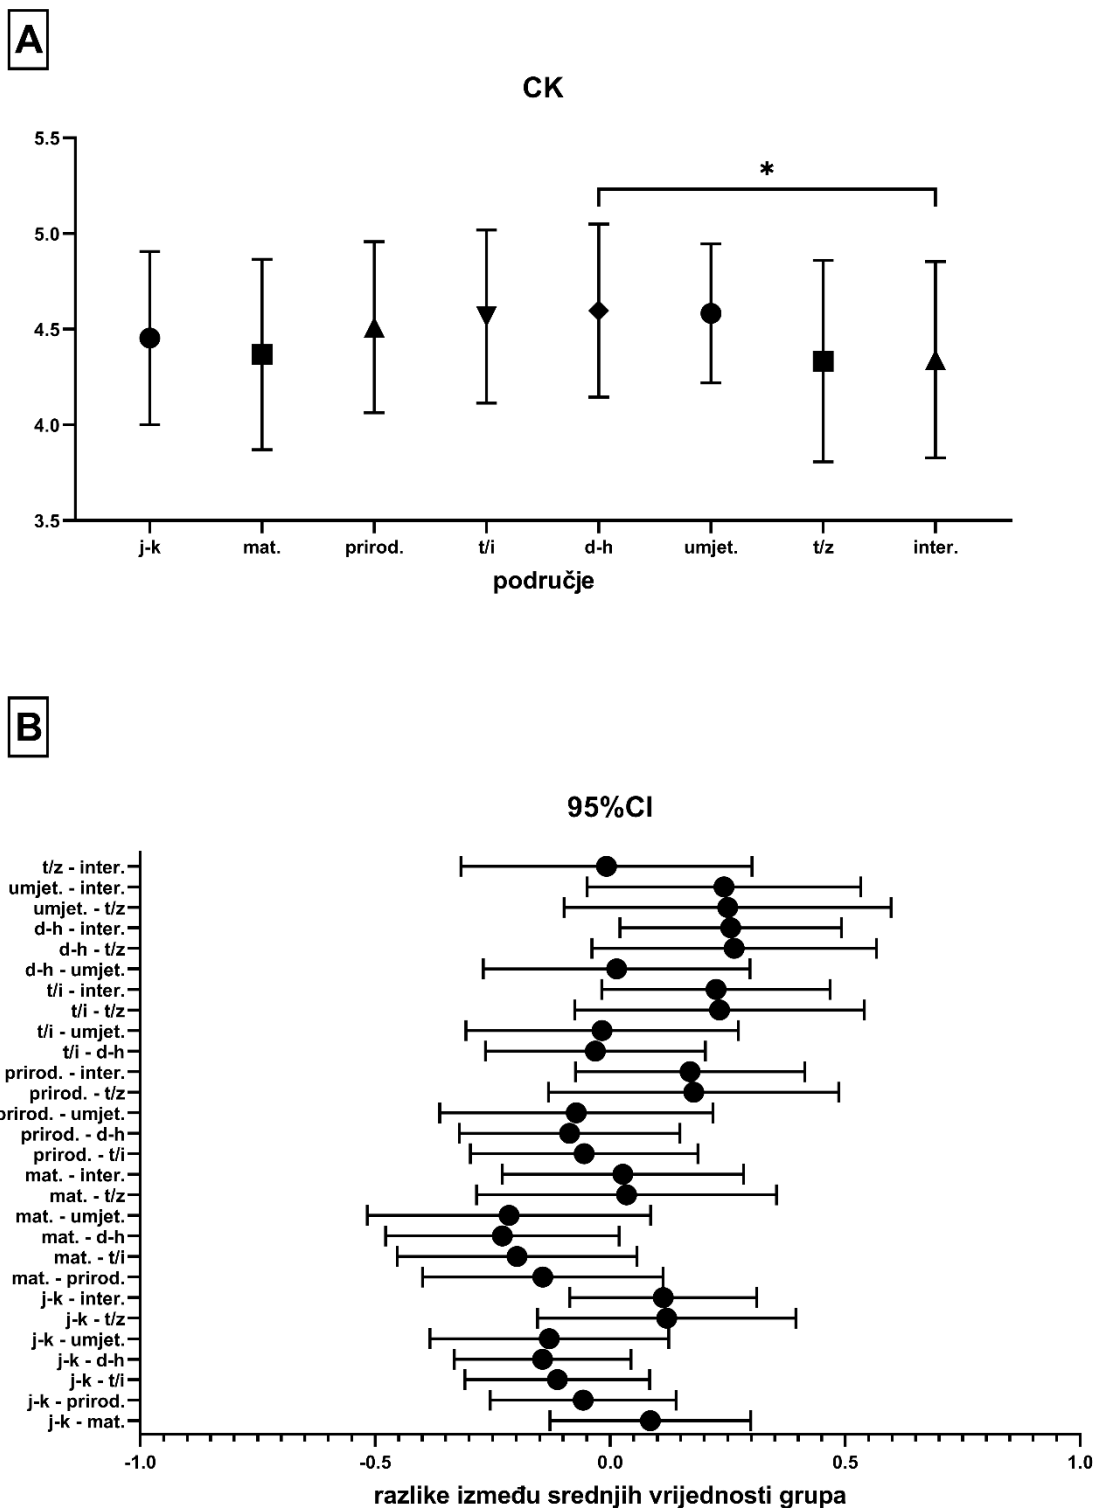 A
CK
5.5
5.0
4.5
4.0
3.5
*
j-k mat. prirod. t/i d-h umjet. t/z inter.
područje
B
95%CI
t/z - inter.
umjet. - inter.
umjet. - t/z
d-h - inter.
d-h - t/z
d-h - umjet.
t/i - inter.
t/i - t/z
t/i - umjet.
t/i - d-h
prirod. - inter.
prirod. - t/z
prirod. - umjet.
prirod. - d-h
prirod. - t/i
mat. - inter.
mat. - t/z
mat. - umjet.
mat. - d-h
mat. - t/i
mat. - prirod.
j-k - inter.
j-k - t/z
j-k - umjet.
j-k - d-h
j-k - t/i
j-k - prirod.
j-k - mat.
-1.0 -0.5 0.0 0.5 1.0
razlike između srednjih vrijednosti grupa